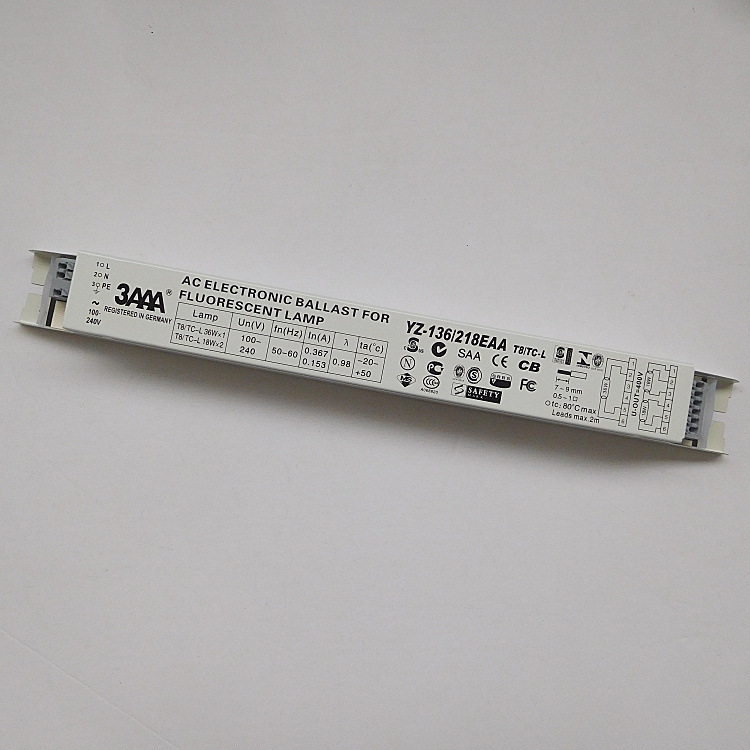 1 L
2 N
3 PE
~
100-
240V
3AAA®
REGISTERED IN GERMANY
AC ELECTRONIC BALLAST FOR
FLUORESCENT LAMP
Lamp Un(V) fn(Hz) In(A) λ ta(℃)
T8/TC-L 36W×1
T8/TC-L 18W×2
100-
240
50-60
0.367
0.153
0.98
-20-
+50
YZ-136/218EAA T8/TC-L
SAA CE CB
FC
SAFETY
7-9mm
0.5-1□
tc: 80℃ max
Leads max.2m
U-OUT=400V